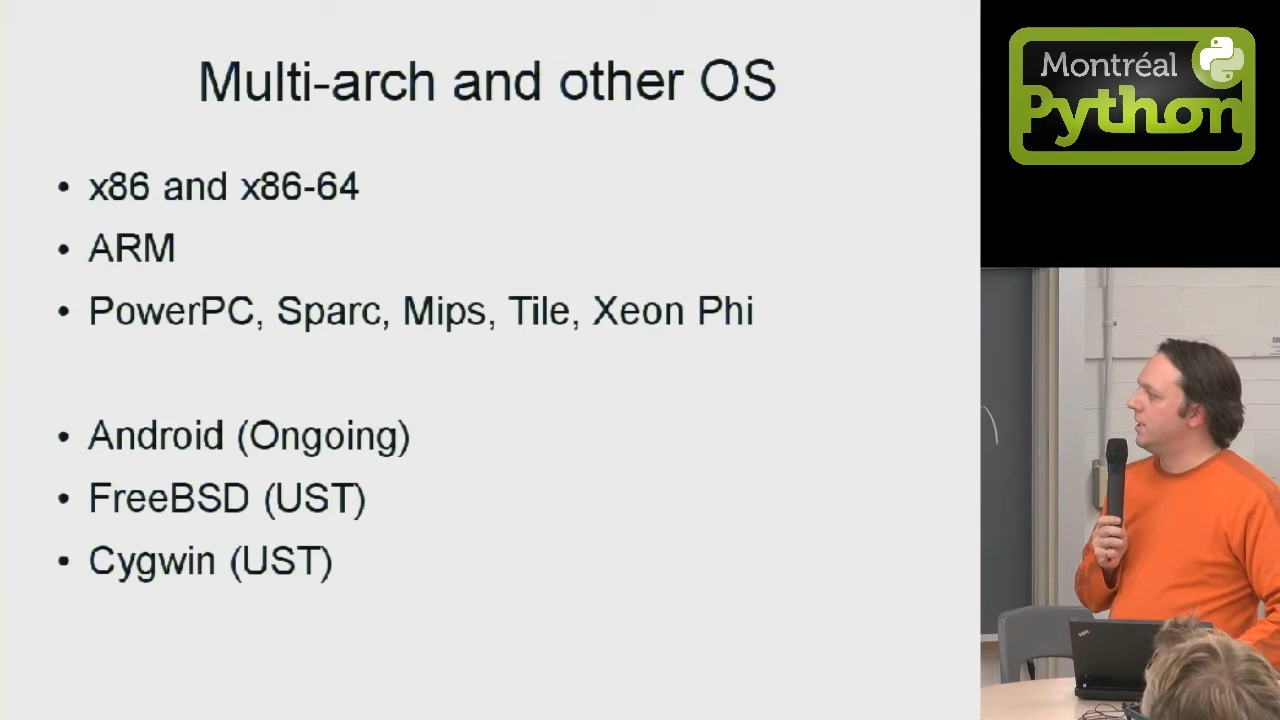 Multi-arch and other OS
• x86 and x86-64
• ARM
• PowerPC, Sparc, Mips, Tile, Xeon Phi
• Android (Ongoing)
• FreeBSD (UST)
• Cygwin (UST)
Montréal
Python